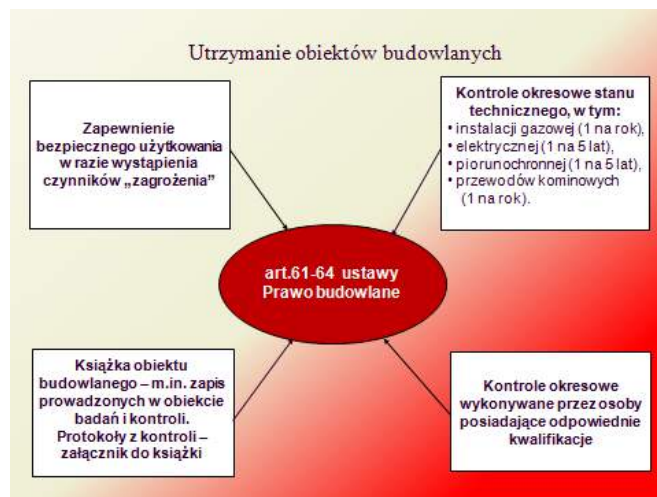 Utrzymanie obiektów budowlanych
Zapewnienie
bezpiecznego użytkowania
w razie wystąpienia
czynników „zagrożenia”
Kontrole okresowe stanu
technicznego, w tym:
• instalacji gazowej (1 na rok),
• elektrycznej (1 na 5 lat),
• piorunochronnej (1 na 5 lat),
• przewodów kominowych
(1 na rok).
art.61-64 ustawy
Prawo budowlane
Książka obiektu
budowlanego – m.in. zapis
prowadzonych w obiekcie
badań i kontroli.
Protokoły z kontroli –
załącznik do książki
Kontrole okresowe
wykonywane przez osoby
posiadające odpowiednie
kwalifikacje